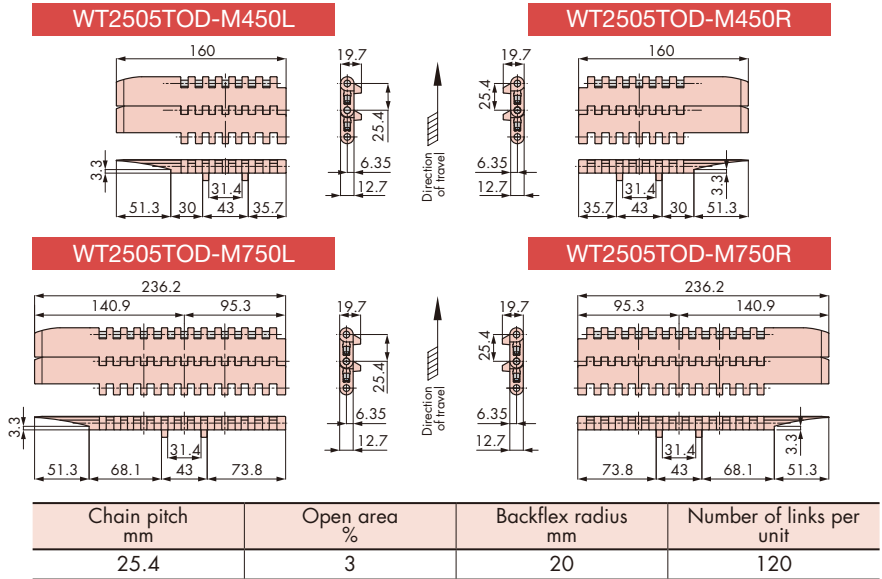 WT2505TOD-M450L
WT2505TOD-M450R
160
19.7
25.4
3.3
31.4
51.3 30 43 35.7
6.35
12.7
Direction
of travel
19.7
160
25.4
6.35
12.7
31.4
3.3
35.7 43 30 51.3
WT2505TOD-M750L
WT2505TOD-M750R
236.2
140.9 95.3
19.7
25.4
3.3
31.4
51.3 68.1 43 73.8
6.35
12.7
Direction
of travel
19.7
236.2
95.3 140.9
25.4
6.35
12.7
31.4
3.3
73.8 43 68.1 51.3
Chain pitch Open area Backflex radius Number of links per
mm % mm unit
25.4 3 20 120